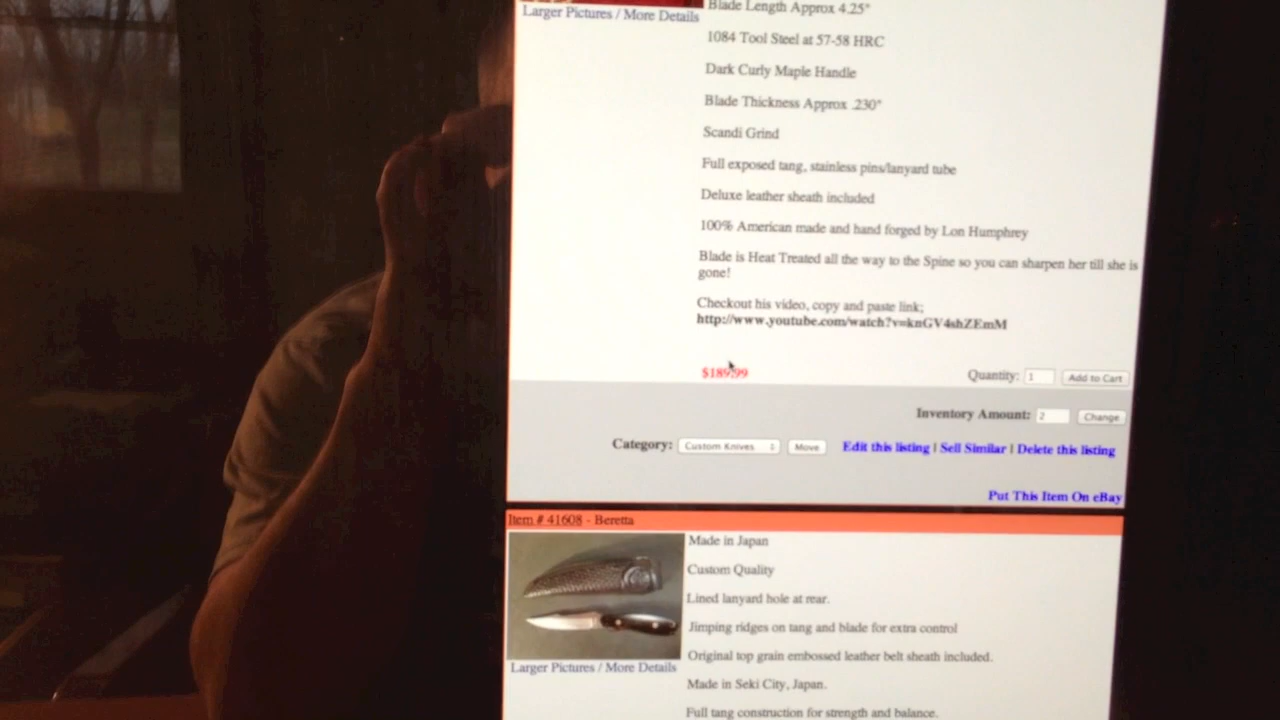 Larger Pictures / More Details
Blade Length Approx 4.25"
1084 Tool Steel at 57-58 HRC
Dark Curly Maple Handle
Blade Thickness Approx .230"
Scandi Grind
Full exposed tang, stainless pins/lanyard tube
Deluxe leather sheath included
100% American made and hand forged by Lon Humphrey
Blade is Heat Treated all the way to the Spine so you can sharpen her till she is
gone!
Checkout his video, copy and paste link;
http://www.youtube.com/watch?v=knGV4shZEmM
$189.99
Quantity: 1 Add to Cart
Inventory Amount: 2 Change
Category: Custom Knives Move Edit this listing | Sell Similar | Delete this listing
Put This Item On eBay
Item # 41608 - Beretta
Made in Japan
Custom Quality
Lined lanyard hole at rear.
Jimping ridges on tang and blade for extra control
Original top grain embossed leather belt sheath included.
Larger Pictures / More Details
Made in Seki City, Japan.
Full tang construction for strength and balance.